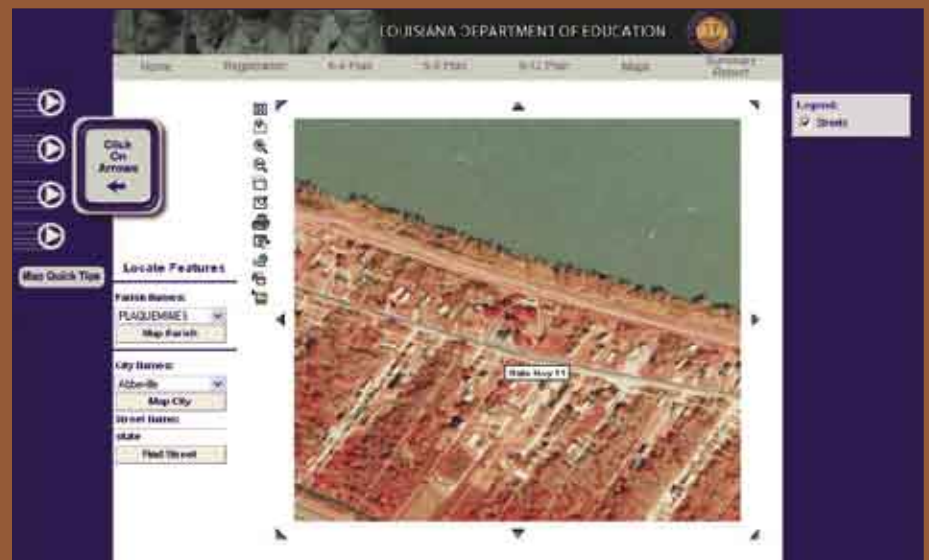 LOUISIANA DEPARTMENT OF EDUCATION
Home
Registration
K-4 Plan
5-8 Plan
9-12 Plan
Maps
Summary Report
Legend:
Streets
Click
On
Arrows
Map Quick Tips
Locate Features
Parish Names:
PLAQUEMINES
Map Parish
City Names:
Abbeville
Map City
Street Name:
state
Find Street
State Hwy 11